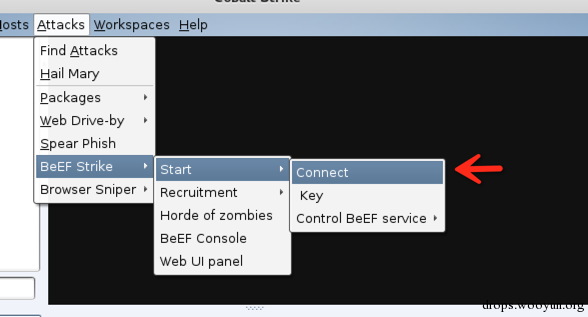 Cobalt Strike
Hosts Attacks Workspaces Help
Find Attacks
Hail Mary
Packages
Web Drive-by
Spear Phish
BeEF Strike
Browser Sniper
Start
Recruitment
Horde of zombies
BeEF Console
Web UI panel
Connect
Key
Control BeEF service
drops.wooyun.org